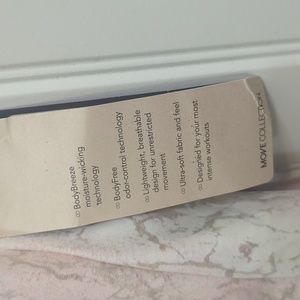 ∞ BodyBreeze
moisture-wicking
technology
∞ BodyFree
odor-control technology
∞ Lightweight, breathable
design for unrestricted
movement
∞ Ultra-soft fabric and feel
∞ Designed for your most
intense workouts
MOVE COLLECTION